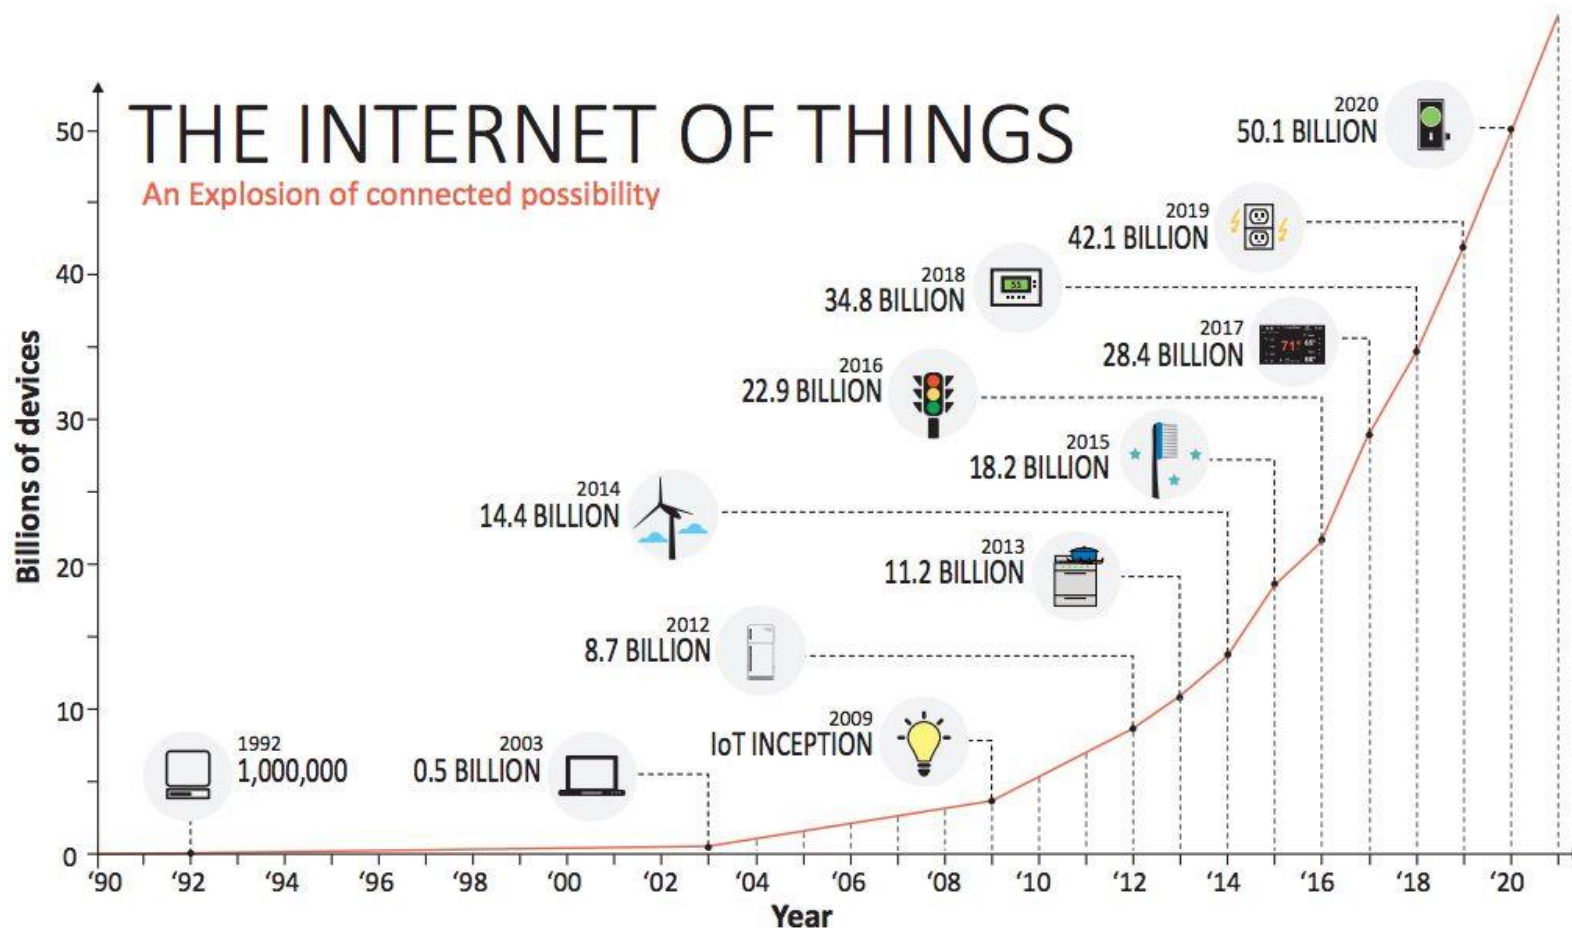 THE INTERNET OF THINGS
An Explosion of connected possibility
Billions of devices
50
40
30
20
10
0
1992
1,000,000
2003
0.5 BILLION
2009
IoT INCEPTION
2012
8.7 BILLION
2013
11.2 BILLION
2014
14.4 BILLION
2015
18.2 BILLION
2016
22.9 BILLION
2017
28.4 BILLION
71°
2018
34.8 BILLION
2019
42.1 BILLION
2020
50.1 BILLION
‘90 ‘92 ‘94 ‘96 ‘98 ‘00 ‘02 ‘04 ‘06 ‘08 ‘10 ‘12 ‘14 ‘16 ‘18 ‘20
Year